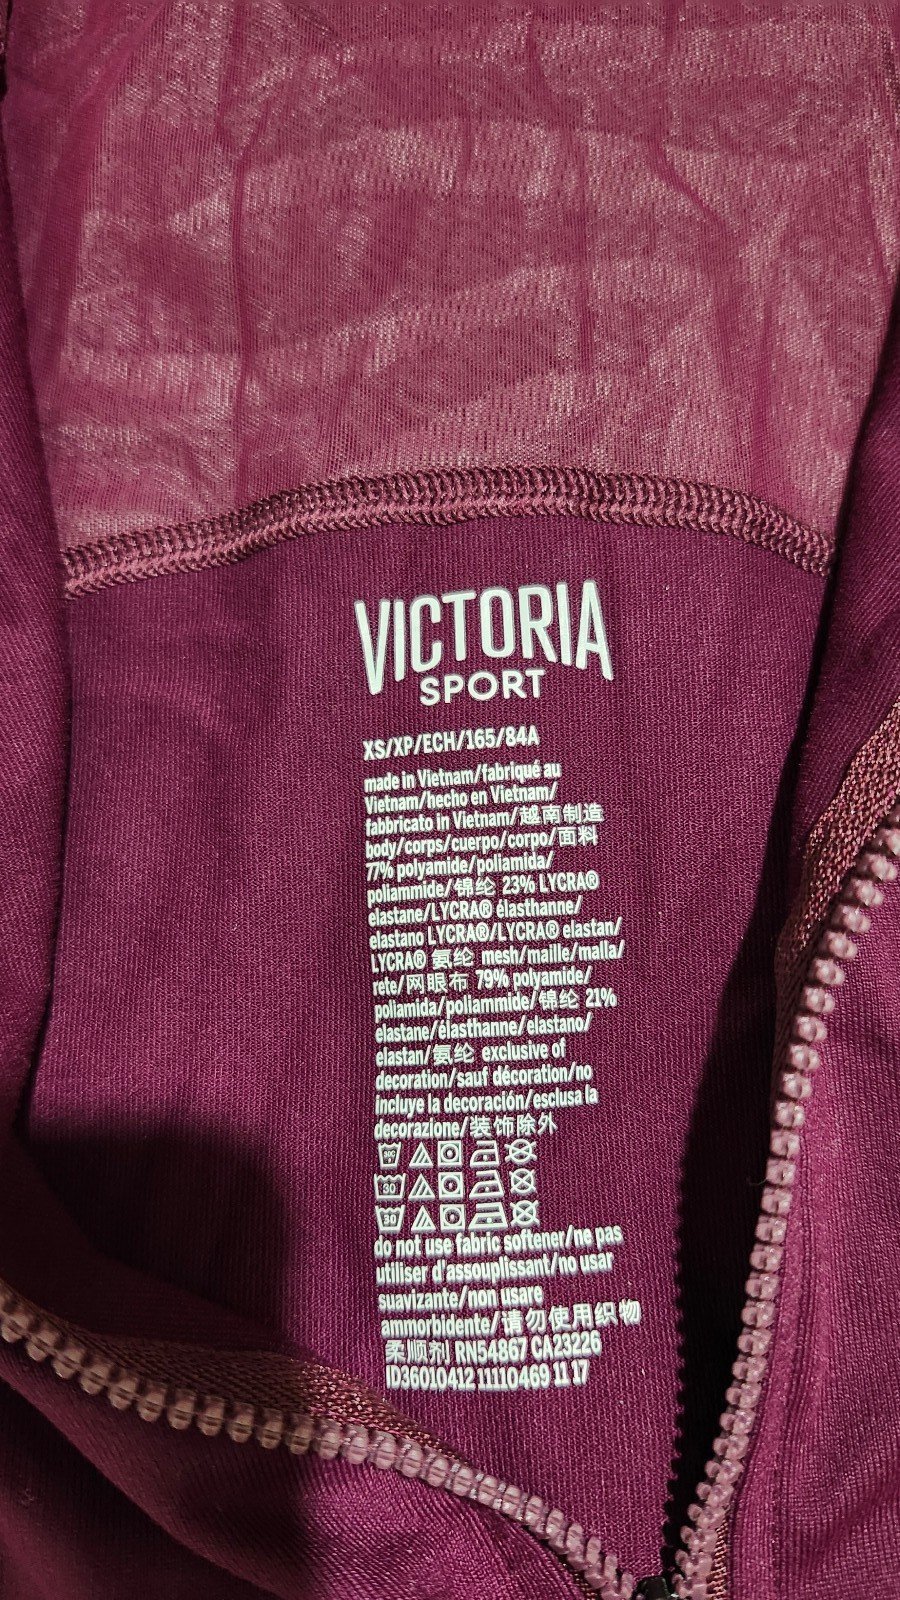 VICTORIA
SPORT
XS/XP/ECH/165/84A
made in Vietnam/fabriqué au
Vietnam/hecho en Vietnam/
fabbricato in Vietnam/越南制造
body/corps/cuerpo/corpo/面料
77% polyamide/poliamida/
poliammide/锦纶 23% LYCRA®
elastane/LYCRA® élasthanne/
elastano LYCRA®/LYCRA® elastan/
LYCRA® 氨纶 mesh/maille/malla/
rete/网眼布 79% polyamide/
poliamida/poliammide/锦纶 21%
elastane/élasthanne/elastano/
elastan/氨纶 exclusive of
decoration/sauf décoration/no
incluye la decoración/esclusa la
decorazione/装饰除外
30
30
do not use fabric softener/ne pas
utiliser d'assouplissant/no usar
suavizante/non usare
ammorbidente/请勿使用织物
柔顺剂 RN54867 CA23226
ID36010412 11110469 11 17